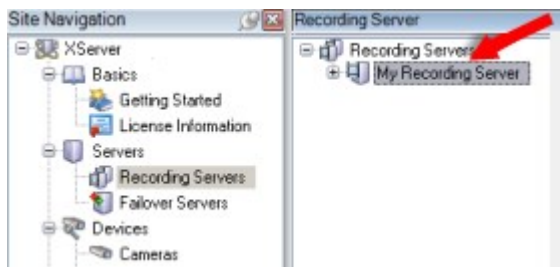 Site Navigation
XServer
Basics
Getting Started
License Information
Servers
Recording Servers
Failover Servers
Devices
Cameras
Recording Server
Recording Servers
My Recording Server